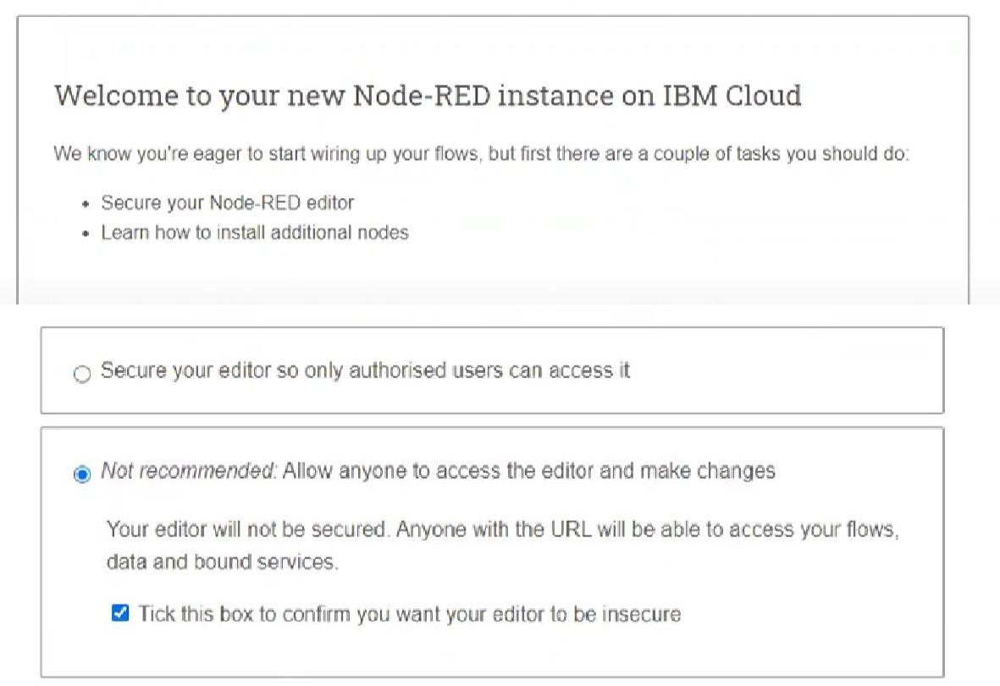 Welcome to your new Node-RED instance on IBM Cloud
We know you're eager to start wiring up your flows, but first there are a couple of tasks you should do:
• Secure your Node-RED editor
• Learn how to install additional nodes
Secure your editor so only authorised users can access it
Not recommended: Allow anyone to access the editor and make changes
Your editor will not be secured. Anyone with the URL will be able to access your flows,
data and bound services.
Tick this box to confirm you want your editor to be insecure